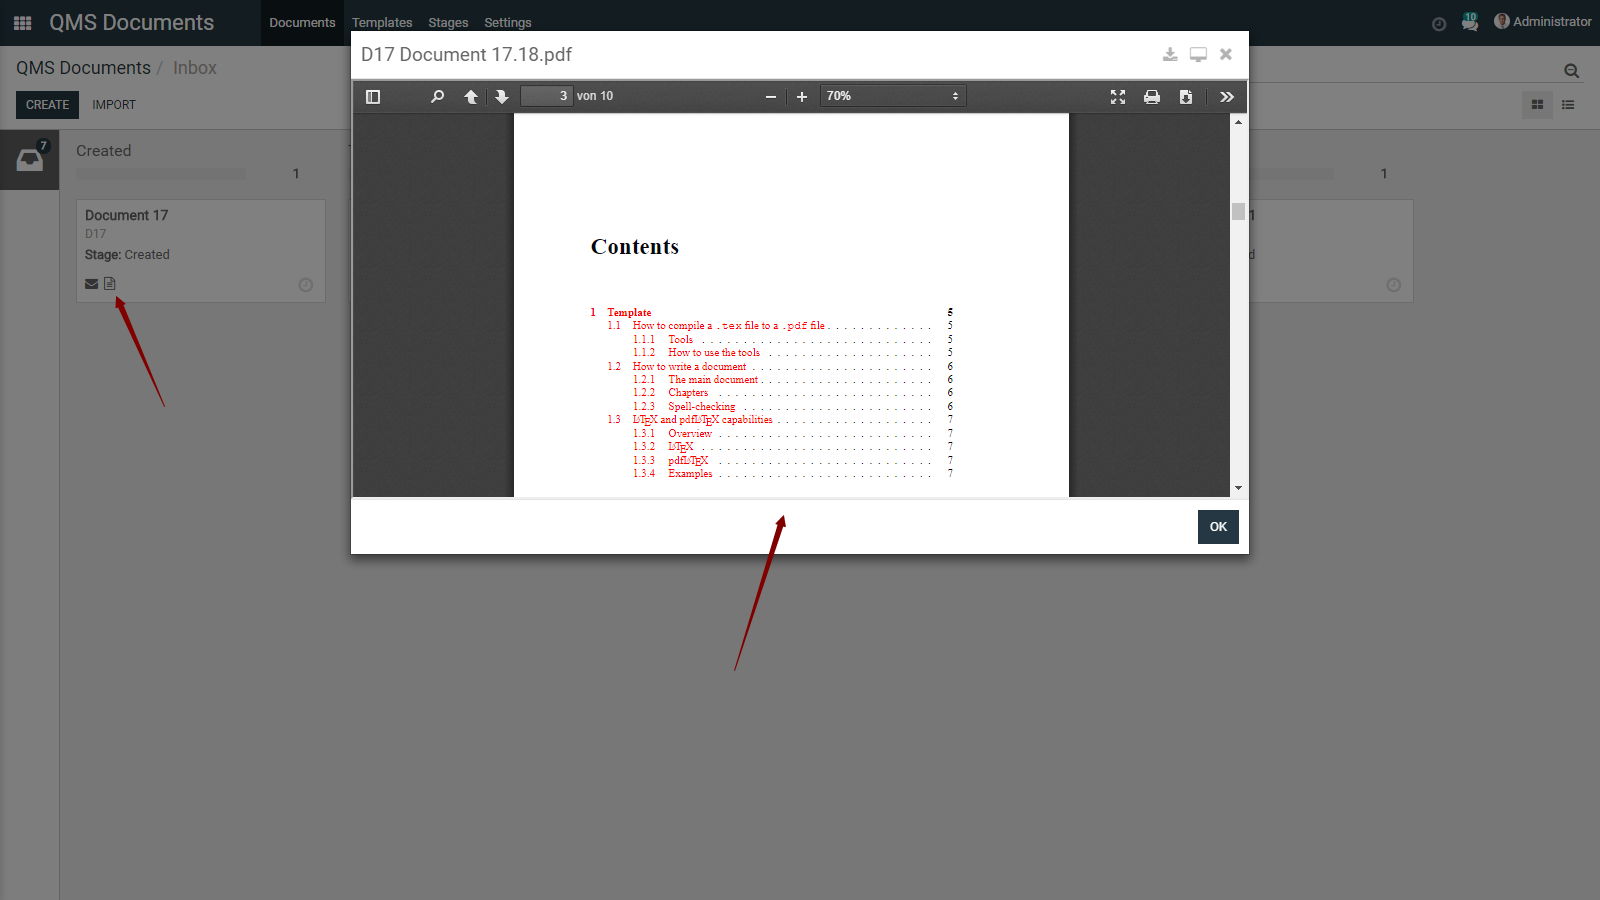 QMS Documents
Documents Templates Stages Settings
10
Administrator
QMS Documents / Inbox
CREATE IMPORT
7
Created
1
Document 17
D17
Stage: Created
D17 Document 17.18.pdf
3 von 10
70%
Contents
1 Template 5
1.1 How to compile a .tex file to a .pdf file . . . . . . . . . . . . . 5
1.1.1 Tools . . . . . . . . . . . . . . . . . . . . . . . . . . . 5
1.1.2 How to use the tools . . . . . . . . . . . . . . . . . . . 5
1.2 How to write a document . . . . . . . . . . . . . . . . . . . . . 6
1.2.1 The main document . . . . . . . . . . . . . . . . . . . . 6
1.2.2 Chapters . . . . . . . . . . . . . . . . . . . . . . . . . 6
1.2.3 Spell-checking . . . . . . . . . . . . . . . . . . . . . . 6
1.3 LATEX and pdfLATEX capabilities . . . . . . . . . . . . . . . . . . 7
1.3.1 Overview . . . . . . . . . . . . . . . . . . . . . . . . . 7
1.3.2 LATEX . . . . . . . . . . . . . . . . . . . . . . . . . . . 7
1.3.3 pdfLATEX . . . . . . . . . . . . . . . . . . . . . . . . . 7
1.3.4 Examples . . . . . . . . . . . . . . . . . . . . . . . . . 7
OK
1
1
d